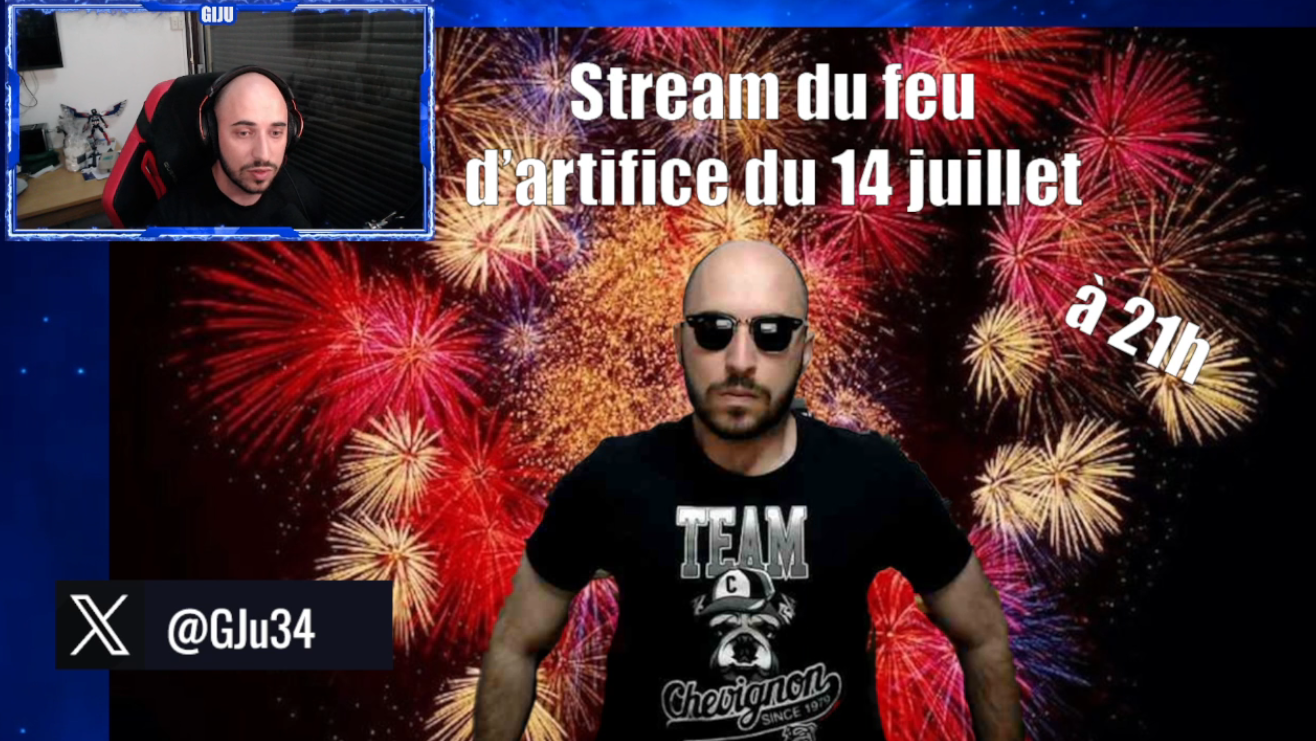 GIJU
Stream du feu
d'artifice du 14 juillet
à 21h
TEAM
C
Chevignon
SINCE 1979
X @GJu34